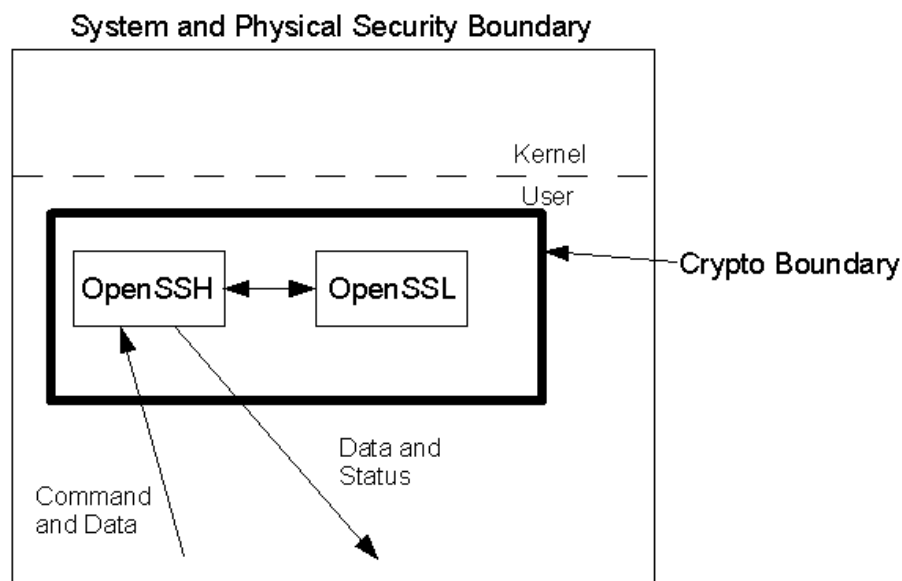 System and Physical Security Boundary
Kernel
User
OpenSSH
OpenSSL
Crypto Boundary
Data and
Status
Command
and Data